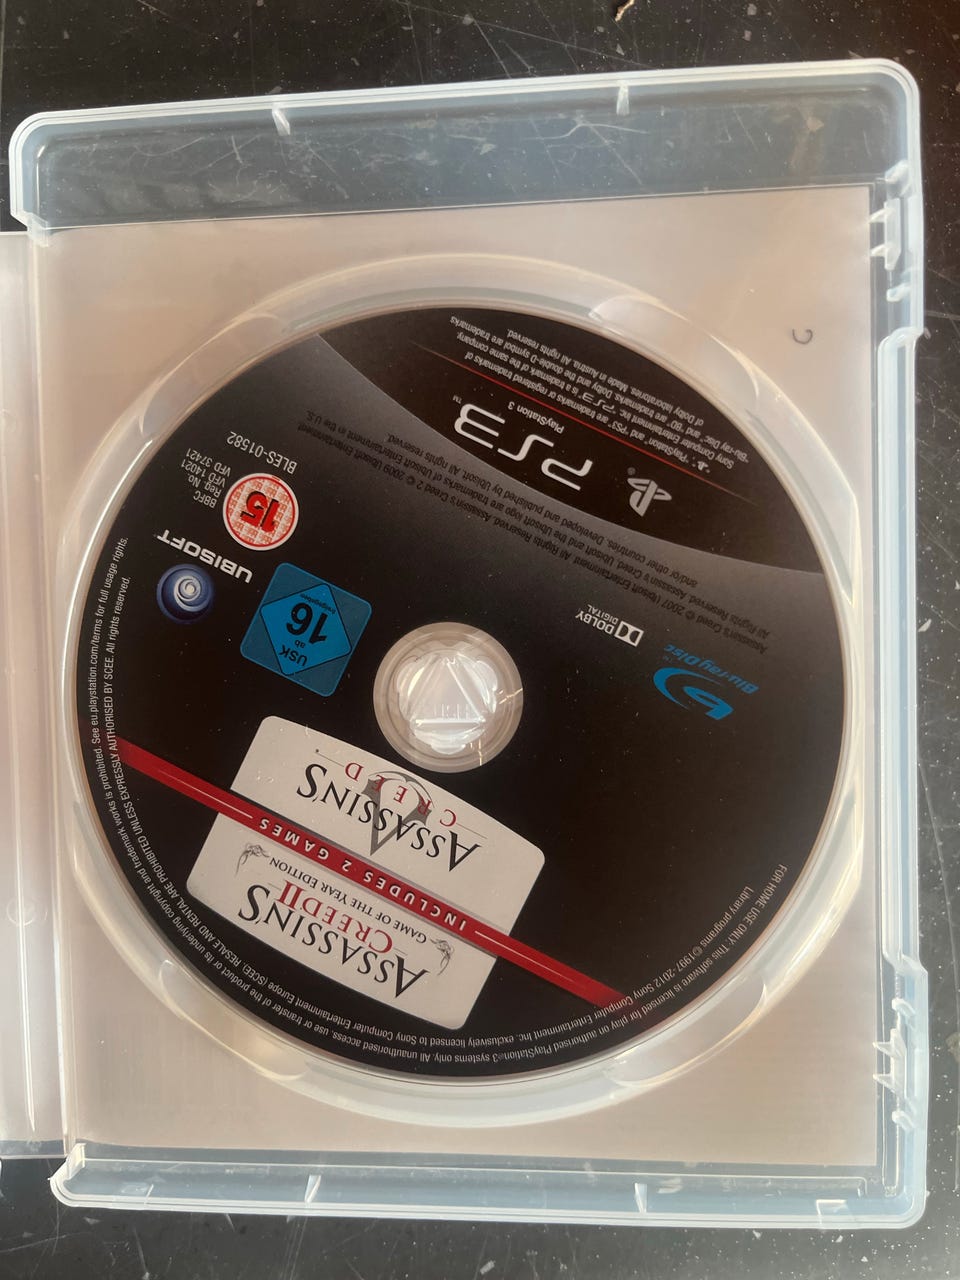 ASSASSIN'S
CREED II
GAME OF THE YEAR EDITION
INCLUDES 2 GAMES
ASSASSIN'S
CREED
USK
ab
16
freigegeben
UBISOFT
15
BBFC
Reg. No.
VFD 14021
VFD 37421
BLES-01582
Blu-ray Disc™
DOLBY
DIGITAL
Assassin's Creed © 2007 Ubisoft Entertainment All Rights Reserved. Assassin's Creed 2 © 2009 Ubisoft Entertainment
All Rights Reserved. Assassin's Creed, Ubisoft and the Ubisoft logo are trademarks of Ubisoft Entertainment in the U.S.
and/or other countries. Developed and published by Ubisoft. All rights reserved.
PS3™
PlayStation 3
"PlayStation" and "PS3" are trademarks or registered trademarks of
Sony Computer Entertainment Inc. "PS3" is a trademark of the same company.
"Blu-ray Disc" and "BD" are trademarks. Dolby and the double-D symbol are trademarks
of Dolby laboratories. Made in Austria. All rights reserved.
FOR HOME USE ONLY. This software is licensed for play on authorised PlayStation®3 systems only. All unauthorised access, use or transfer of the product or its underlying copyright and trademark works is prohibited. See eu.playstation.com/terms for full usage rights.
Library programs ©1997-2012 Sony Computer Entertainment Inc. exclusively licensed to Sony Computer Entertainment Europe (SCEE). RESALE AND RENTAL ARE PROHIBITED UNLESS EXPRESSLY AUTHORISED BY SCEE. All rights reserved.